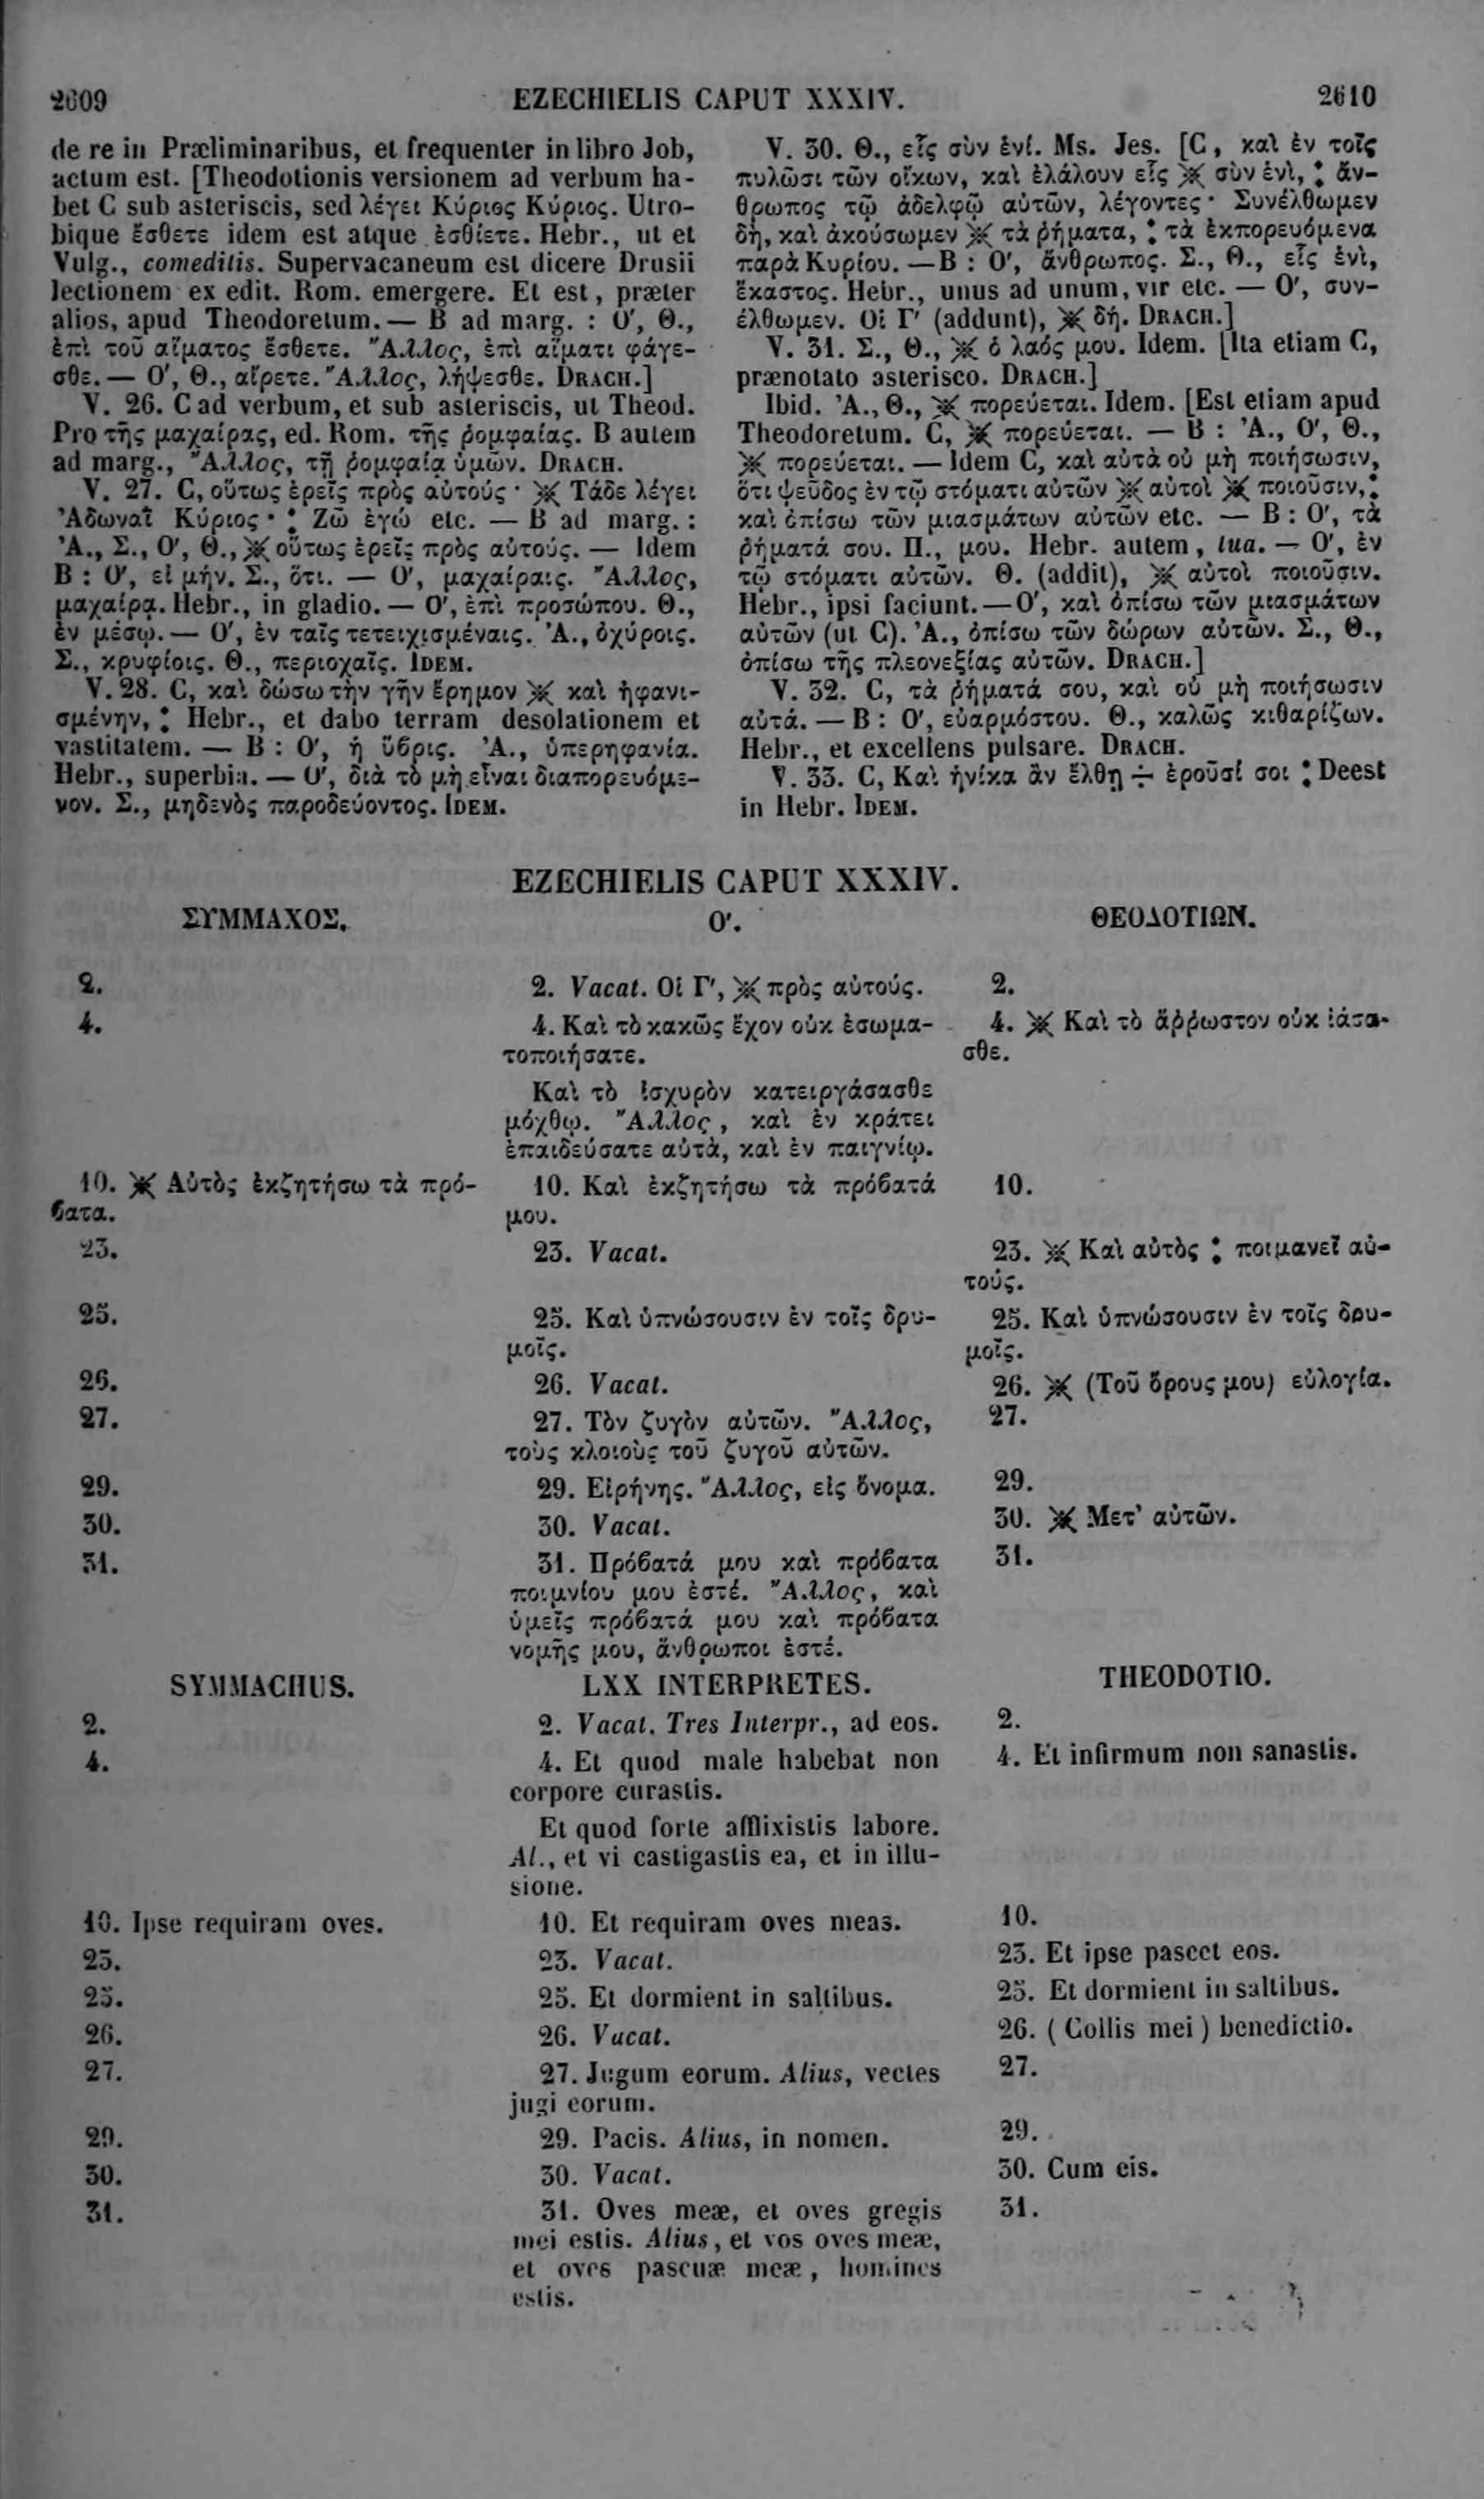 2609 EZECHIELIS CAPUT XXXIV. 2610
de re in Præliminaribus, et frequenter in libro Job,
actum est. [Theodotionis versionem ad verbum ha-
bet C sub asteriscis, sed λέγει Κύριος Κύριος. Utro-
bique ἔσθετε idem est atque ἐσθίετε. Hebr., ut et
Vulg., comeditis. Supervacaneum est dicere Drusii
lectionem ex edit. Rom. emergere. Et est, præter
alios, apud Theodoretum. — B ad marg. : Ο', Θ.,
ἐπὶ τοῦ αἵματος ἔσθετε. Ἄλλος, ἐπὶ αἵματι φάγε-
σθε. — Ο', Θ., αἴρετε. Ἄλλος, λήψεσθε. DRACH.]
V. 26. C ad verbum, et sub asteriscis, ut Theod.
Pro τῆς μαχαίρας, ed. Rom. τῆς ῥομφαίας. B autem
ad marg., Ἄλλος, τῇ ῥομφαίᾳ ὑμῶν. DRACH.
V. 27. C, οὕτως ἐρεῖς πρὸς αὐτούς · ※ Τάδε λέγει
Ἀδωναῒ Κύριος · ⁚ Ζῶ ἐγώ etc. — B ad marg. :
Ἀ., Σ., Ο', Θ., ※ οὕτως ἐρεῖς πρὸς αὐτούς. — Idem
B : Ο', εἰ μήν. Σ., ὅτι. — Ο', μαχαίραις. Ἄλλος,
μαχαίρᾳ. Hebr., in gladio. — Ο', ἐπὶ προσώπου. Θ.,
ἐν μέσῳ. — Ο', ἐν ταῖς τετειχισμέναις. Ἀ., ὀχύροις.
Σ., κρυφίοις. Θ., περιοχαῖς. IDEM.
V. 28. C, καὶ δώσω τὴν γῆν ἔρημον ※ καὶ ἠφανι-
σμένην, ⁚ Hebr., et dabo terram desolationem et
vastitatem. — B : Ο', ἡ ὕβρις. Ἀ., ὑπερηφανία.
Hebr., superbia. — Ο', διὰ τὸ μὴ εἶναι διαπορευόμε-
νον. Σ., μηδενὸς παροδεύοντος. IDEM.
V. 30. Θ., εἷς σὺν ἑνί. Ms. Jes. [C, καὶ ἐν τοῖς
πυλῶσι τῶν οἴκων, καὶ ἐλάλουν εἷς ※ σὺν ἑνὶ, ⁚ ἄν-
θρωπος τῷ ἀδελφῷ αὐτῶν, λέγοντες · Συνέλθωμεν
δὴ, καὶ ἀκούσωμεν ※ τὰ ῥήματα, ⁚ τὰ ἐκπορευόμενα
παρὰ Κυρίου. — B : Ο', ἄνθρωπος. Σ., Θ., εἷς ἑνὶ,
ἕκαστος. Hebr., unus ad unum, vir etc. — Ο', συν-
έλθωμεν. Οἱ Γ' (addunt), ※ δή. DRACH.]
V. 31. Σ., Θ., ※ ὁ λαός μου. Idem. [Ita etiam C,
prænotato asterisco. DRACH.]
Ibid. Ἀ., Θ., ※ πορεύεται. Idem. [Est etiam apud
Theodoretum. C, ※ πορεύεται. — B : Ἀ., Ο', Θ.,
※ πορεύεται. — Idem C, καὶ αὐτὰ οὐ μὴ ποιήσωσιν,
ὅτι ψεῦδος ἐν τῷ στόματι αὐτῶν ※ αὐτοὶ ※ ποιοῦσιν, ⁚
καὶ ὀπίσω τῶν μιασμάτων αὐτῶν etc. — B : Ο', τὰ
ῥήματά σου. Π., μου. Hebr. autem, tua. — Ο', ἐν
τῷ στόματι αὐτῶν. Θ. (addit), ※ αὐτοὶ ποιοῦσιν.
Hebr., ipsi faciunt. — Ο', καὶ ὀπίσω τῶν μιασμάτων
αὐτῶν (ut C). Ἀ., ὀπίσω τῶν δώρων αὐτῶν. Σ., Θ.,
ὀπίσω τῆς πλεονεξίας αὐτῶν. DRACH.]
V. 32. C, τὰ ῥήματά σου, καὶ οὐ μὴ ποιήσωσιν
αὐτά. — B : Ο', εὐαρμόστου. Θ., καλῶς κιθαρίζων.
Hebr., et excellens pulsare. DRACH.
V. 33. C, Καὶ ἡνίκα ἂν ἔλθῃ ÷ ἐροῦσί σοι ⁚ Deest
in Hebr. IDEM.
EZECHIELIS CAPUT XXXIV.
ΣΥΜΜΑΧΟΣ.
2.
4.
10. ※ Αὐτὸς ἐκζητήσω τὰ πρό-
βατα.
23.
25.
26.
27.
29.
30.
31.
Ο'.
2. Vacat. Οἱ Γ', ※ πρὸς αὐτούς.
4. Καὶ τὸ κακῶς ἔχον οὐκ ἐσωμα-
τοποιήσατε.
Καὶ τὸ ἰσχυρὸν κατειργάσασθε
μόχθῳ. Ἄλλος, καὶ ἐν κράτει
ἐπαιδεύσατε αὐτὰ, καὶ ἐν παιγνίῳ.
10. Καὶ ἐκζητήσω τὰ πρόβατά
μου.
23. Vacat.
25. Καὶ ὑπνώσουσιν ἐν τοῖς δρυ-
μοῖς.
26. Vacat.
27. Τὸν ζυγὸν αὐτῶν. Ἄλλος,
τοὺς κλοιοὺς τοῦ ζυγοῦ αὐτῶν.
29. Εἰρήνης. Ἄλλος, εἰς ὄνομα.
30. Vacat.
31. Πρόβατά μου καὶ πρόβατα
ποιμνίου μου ἐστέ. Ἄλλος, καὶ
ὑμεῖς πρόβατά μου καὶ πρόβατα
νομῆς μου, ἄνθρωποι ἐστέ.
ΘΕΟΔΟΤΙΩΝ.
2.
4. ※ Καὶ τὸ ἄῤῥωστον οὐκ ἰάσα-
σθε.
10.
23. ※ Καὶ αὐτὸς ⁚ ποιμανεῖ αὐ-
τούς.
25. Καὶ ὑπνώσουσιν ἐν τοῖς δρυ-
μοῖς.
26. ※ (Τοῦ ὄρους μου) εὐλογία.
27.
29.
30. ※ Μετ' αὐτῶν.
31.
SYMMACHUS.
2.
4.
10. Ipse requiram oves.
23.
25.
26.
27.
29.
30.
31.
LXX INTERPRETES.
2. Vacat. Tres Interpr., ad eos.
4. Et quod male habebat non
corpore curastis.
Et quod forte afflixistis labore.
Al., et vi castigastis ea, et in illu-
sione.
10. Et requiram oves meas.
23. Vacat.
25. Et dormient in saltibus.
26. Vacat.
27. Jugum eorum. Alius, vectes
jugi eorum.
29. Pacis. Alius, in nomen.
30. Vacat.
31. Oves meæ, et oves gregis
mei estis. Alius, et vos oves meæ,
et oves pascuæ meæ, homines
estis.
THEODOTIO.
2.
4. Et infirmum non sanastis.
10.
23. Et ipse pascet eos.
25. Et dormient in saltibus.
26. (Collis mei) benedictio.
27.
29.
30. Cum eis.
31.